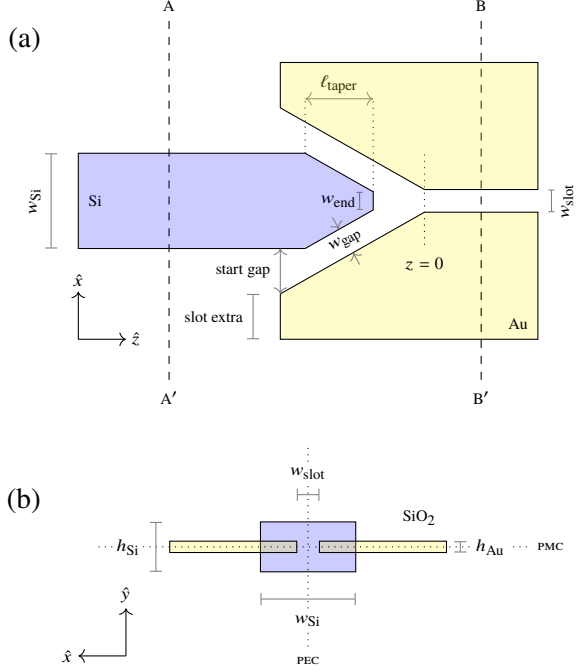 A
B
(a)
ℓtaper
wSi
Si
wend
wslot
wgap
start gap
z = 0
x̂
slot extra
Au
ẑ
A′
B′
wslot
(b)
SiO2
hSi
hAu
PMC
ŷ
wSi
x̂
PEC